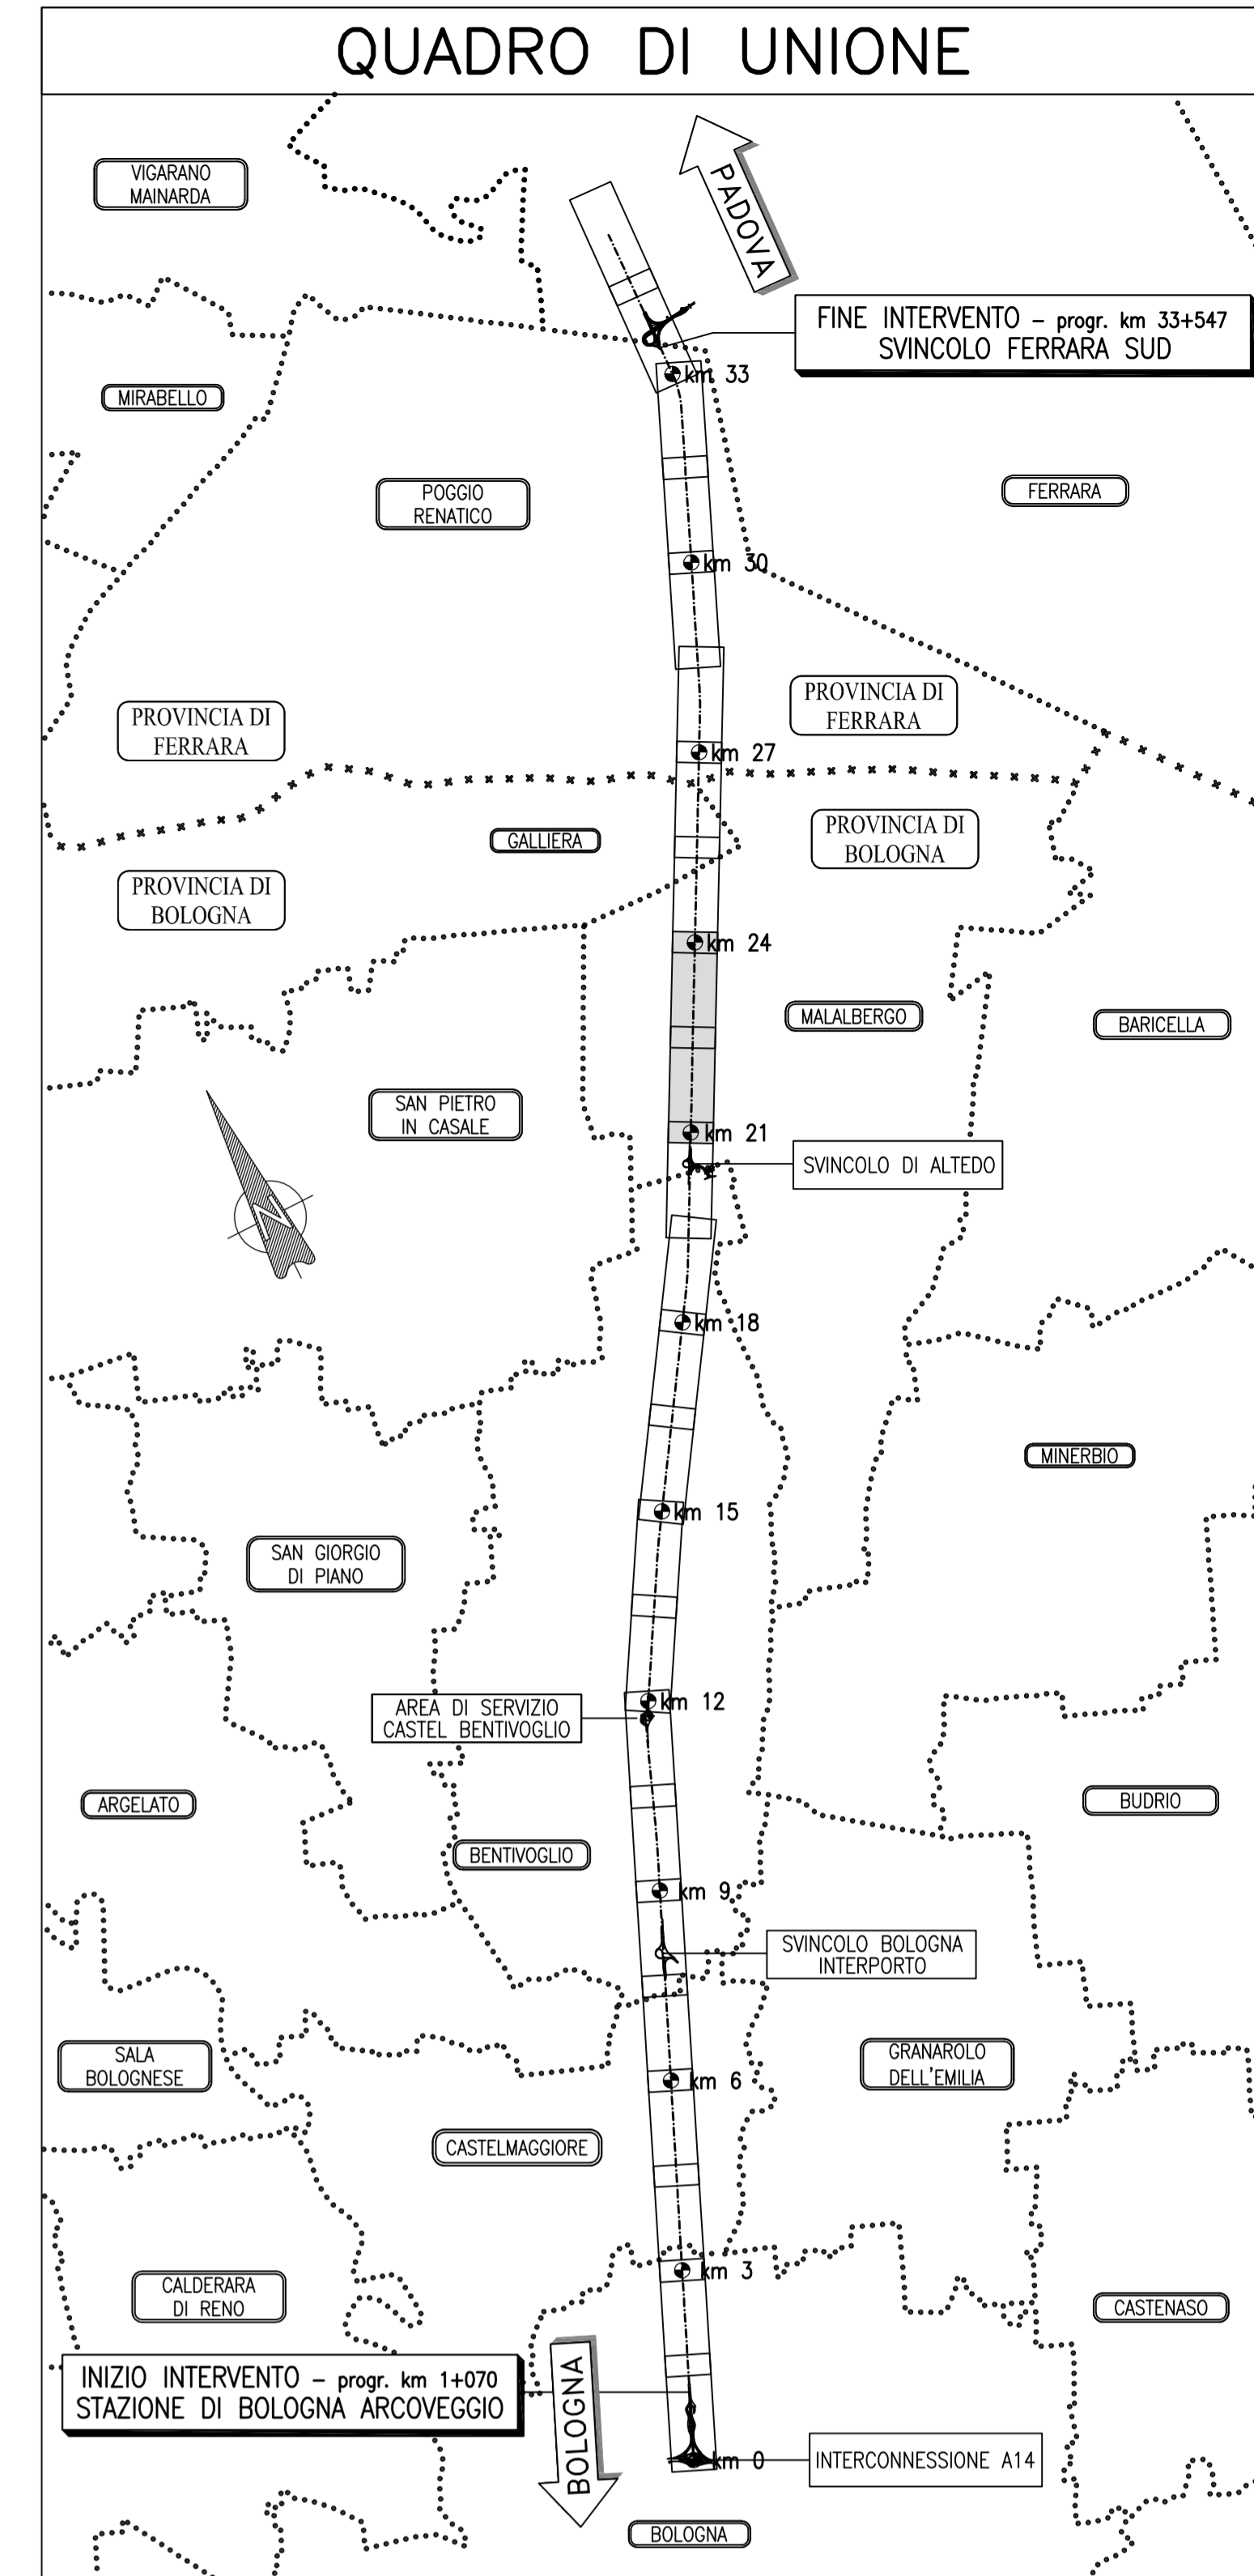 QUADRO DI UNIONE
VIGARANO
MAINARDA
PADOVA
FINE INTERVENTO – progr. km 33+547
SVINCOLO FERRARA SUD
km 33
MIRABELLO
POGGIO
RENATICO
FERRARA
km 30
PROVINCIA DI
FERRARA
PROVINCIA DI
FERRARA
km 27
GALLIERA
PROVINCIA DI
BOLOGNA
PROVINCIA DI
BOLOGNA
km 24
MALALBERGO
BARICELLA
SAN PIETRO
IN CASALE
km 21
SVINCOLO DI ALTEDO
N
km 18
MINERBIO
km 15
SAN GIORGIO
DI PIANO
km 12
AREA DI SERVIZIO
CASTEL BENTIVOGLIO
ARGELATO
BUDRIO
BENTIVOGLIO
km 9
SVINCOLO BOLOGNA
INTERPORTO
SALA
BOLOGNESE
GRANAROLO
DELL'EMILIA
km 6
CASTELMAGGIORE
km 3
CALDERARA
DI RENO
CASTENASO
INIZIO INTERVENTO – progr. km 1+070
STAZIONE DI BOLOGNA ARCOVEGGIO
BOLOGNA
km 0
INTERCONNESSIONE A14
BOLOGNA